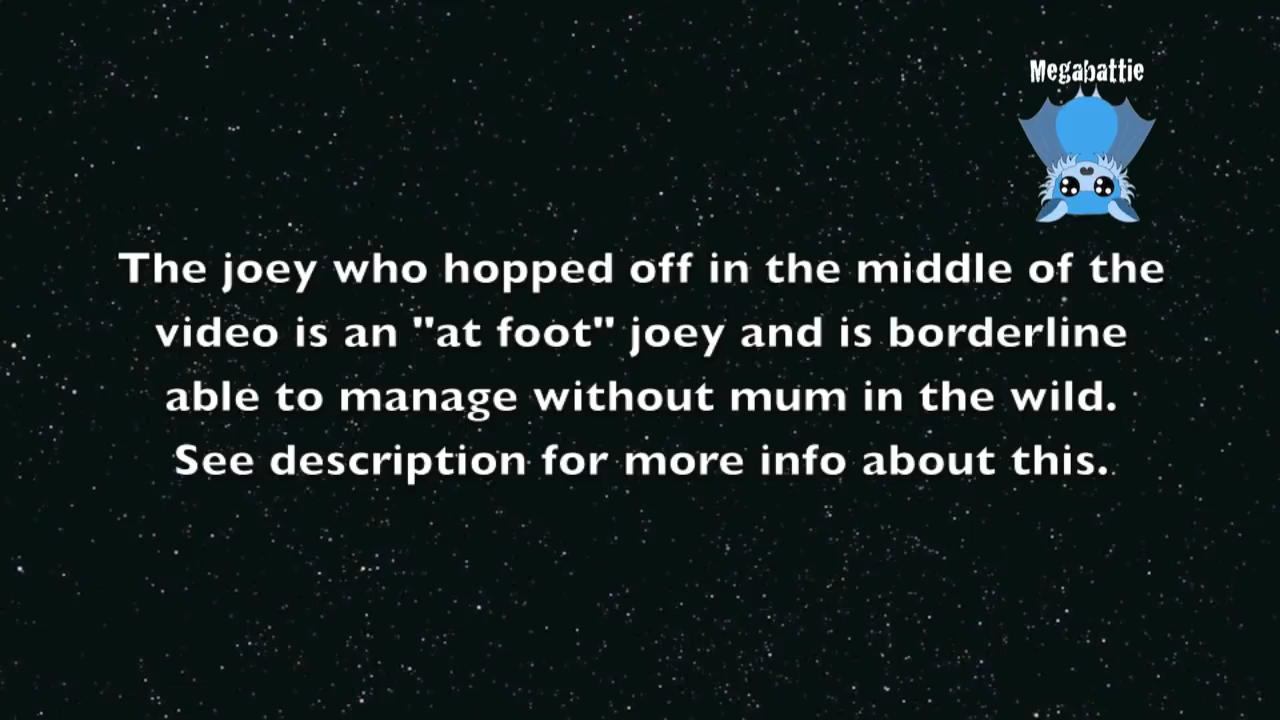 Megabattie
The joey who hopped off in the middle of the
video is an "at foot" joey and is borderline
able to manage without mum in the wild.
See description for more info about this.